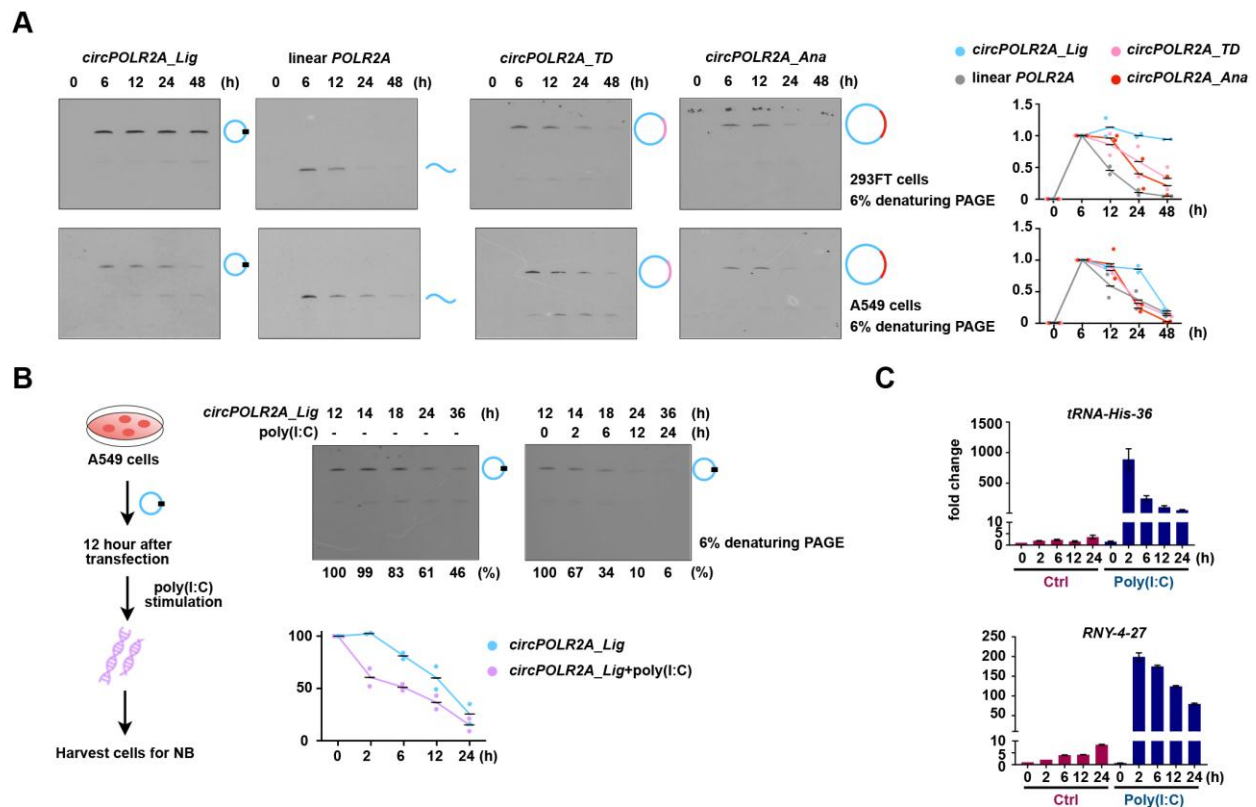 A
circPOLR2A_Lig
0 6 12 24 48 (h)
linear POLR2A
0 6 12 24 48 (h)
circPOLR2A_TD
0 6 12 24 48 (h)
circPOLR2A_Ana
0 6 12 24 48 (h)
293FT cells
6% denaturing PAGE
A549 cells
6% denaturing PAGE
circPOLR2A_Lig circPOLR2A_TD
linear POLR2A circPOLR2A_Ana
1.5
1.0
0.5
0
0 6 12 24 48 (h)
1.5
1.0
0.5
0
0 6 12 24 48 (h)
B
A549 cells
12 hour after
transfection
poly(I:C)
stimulation
Harvest cells for NB
circPOLR2A_Lig 12 14 18 24 36 (h) 12 14 18 24 36 (h)
poly(I:C) - - - - - 0 2 6 12 24 (h)
6% denaturing PAGE
100 99 83 61 46 (%) 100 67 34 10 6 (%)
100
50
0
0 2 6 12 24 (h)
circPOLR2A_Lig
circPOLR2A_Lig+poly(I:C)
C
tRNA-His-36
fold change
1500
1000
500
10
5
0
0 2 6 12 24 0 2 6 12 24 (h)
Ctrl Poly(I:C)
RNY-4-27
250
200
150
100
50
10
5
0
0 2 6 12 24 0 2 6 12 24 (h)
Ctrl Poly(I:C)